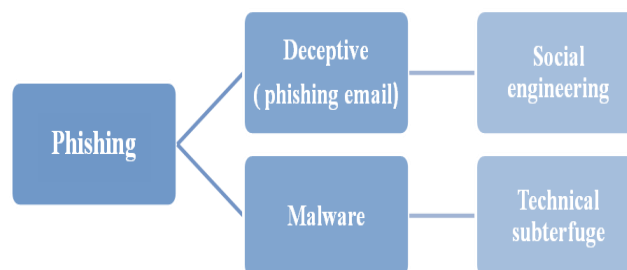 Phishing
Deceptive
( phishing email)
Social
engineering
Malware
Technical
subterfuge